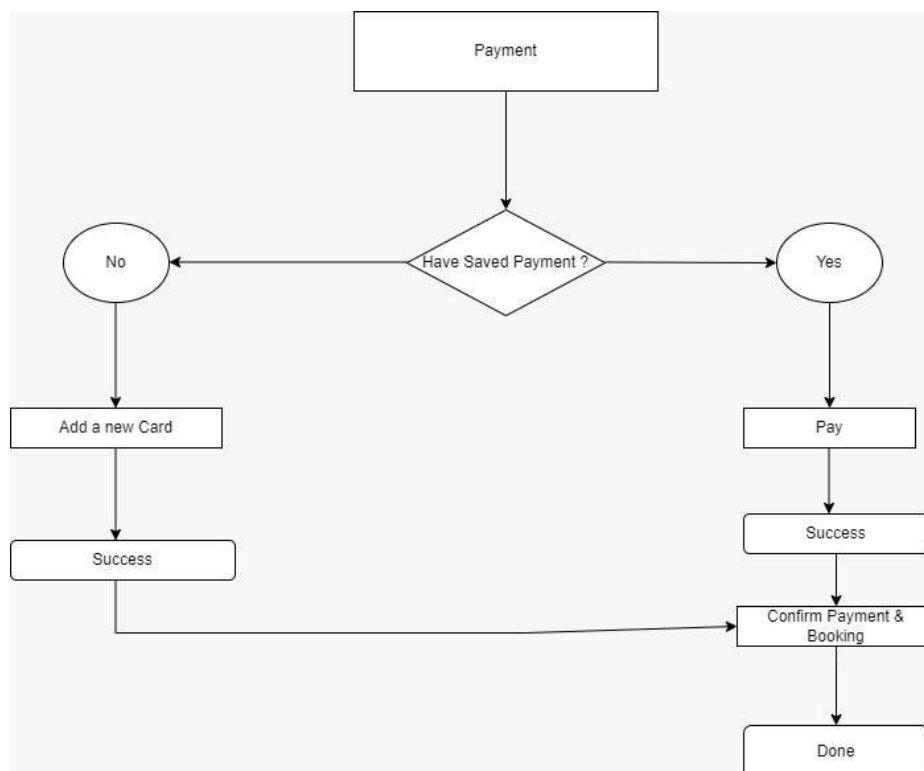 Payment
No
Have Saved Payment ?
Yes
Add a new Card
Pay
Success
Success
Confirm Payment &
Booking
Done